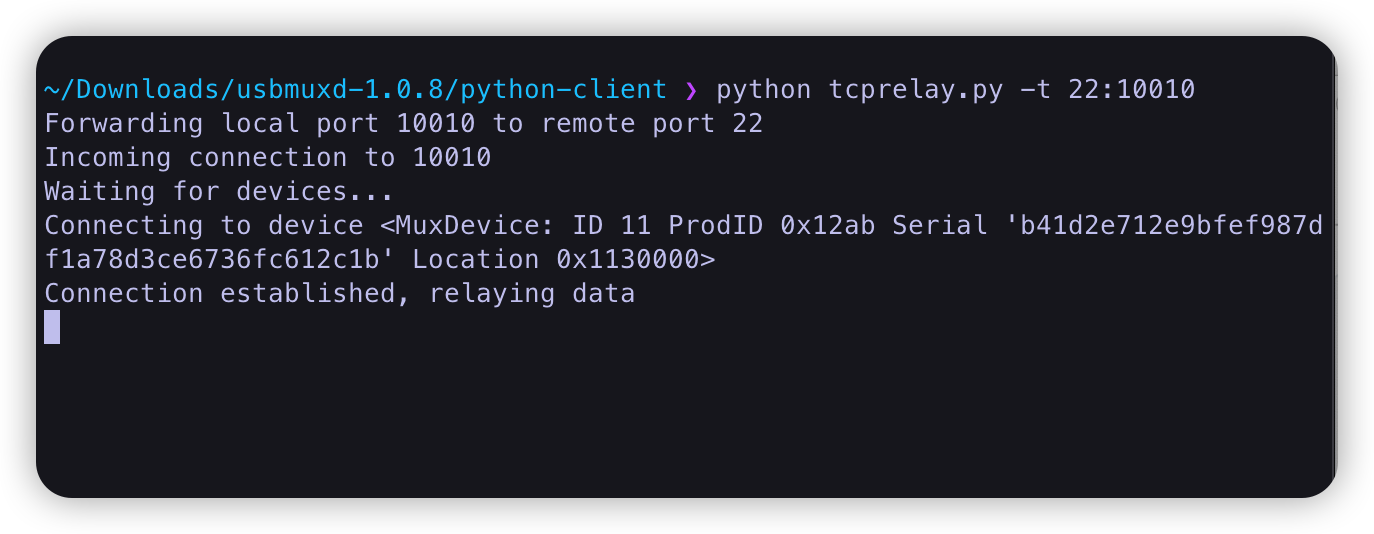 ~/Downloads/usbmuxd-1.0.8/python-client ❯ python tcprelay.py -t 22:10010
Forwarding local port 10010 to remote port 22
Incoming connection to 10010
Waiting for devices...
Connecting to device <MuxDevice: ID 11 ProdID 0x12ab Serial 'b41d2e712e9bfef987d
f1a78d3ce6736fc612c1b' Location 0x1130000>
Connection established, relaying data